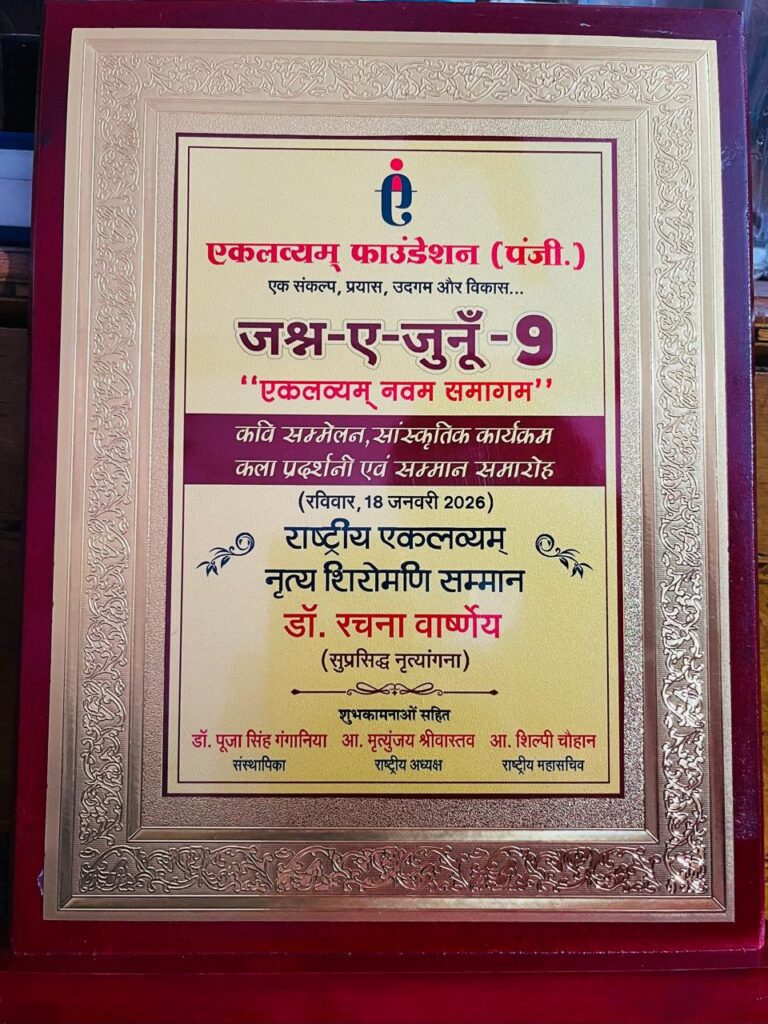 ऐं
एकलव्यम् फाउंडेशन (पंजी.)
एक संकल्प, प्रयास, उदगम और विकास...
जश्न-ए-जुनूँ -9
“एकलव्यम् नवम समागम”
कवि सम्मेलन,सांस्कृतिक कार्यक्रम
कला प्रदर्शनी एवं सम्मान समारोह
(रविवार, 18 जनवरी 2026)
राष्ट्रीय एकलव्यम्
नृत्य शिरोमणि सम्मान
डॉ. रचना वार्ष्णेय
(सुप्रसिद्ध नृत्यांगना)
शुभकामनाओं सहित
डॉ. पूजा सिंह गंगानिया आ. मृत्युंजय श्रीवास्तव आ. शिल्पी चौहान
संस्थापिका राष्ट्रीय अध्यक्ष राष्ट्रीय महासचिव